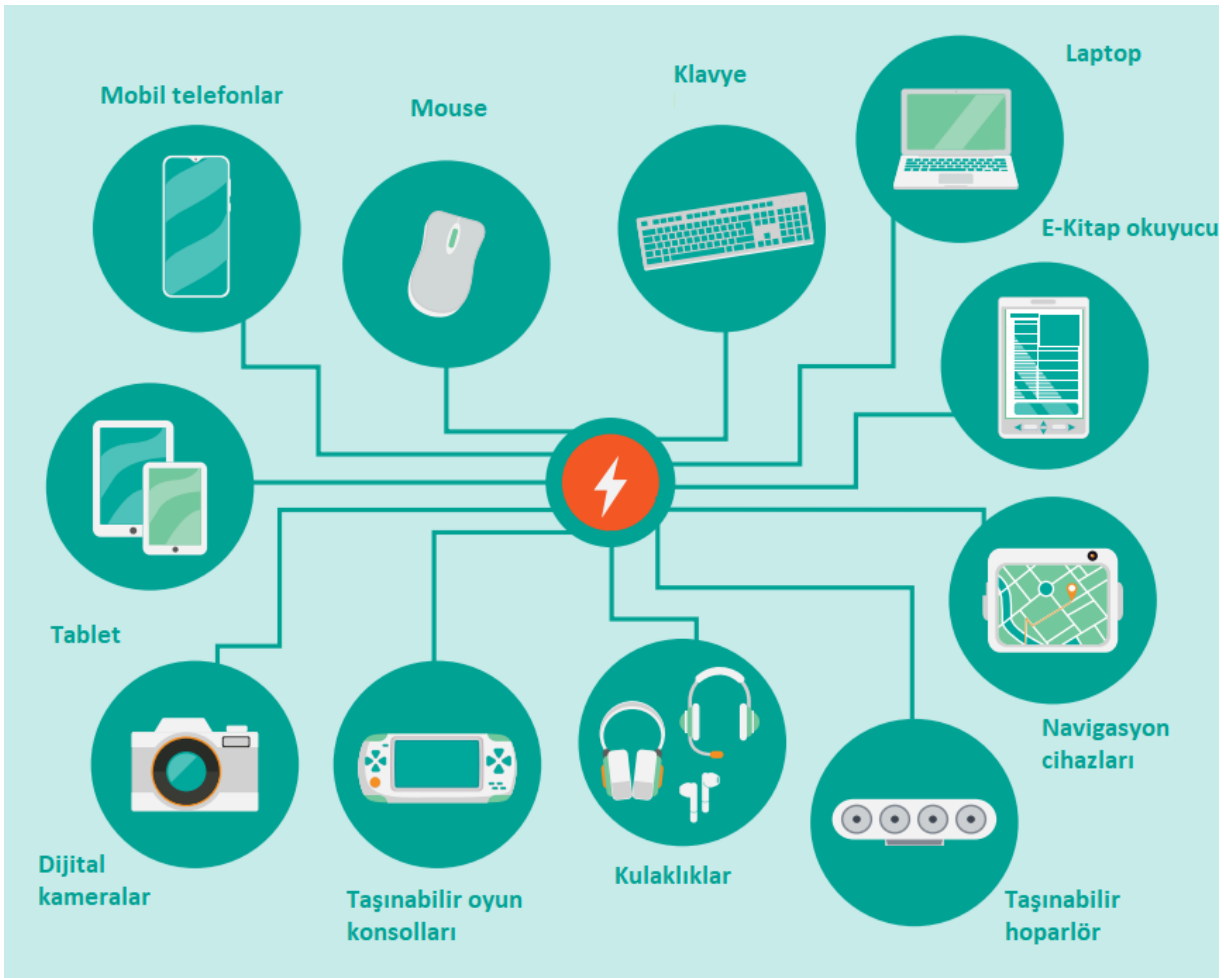 Mobil telefonlar
Mouse
Klavye
Laptop
E-Kitap okuyucu
Tablet
Navigasyon
cihazları
Dijital
kameralar
Taşınabilir oyun
konsolları
Kulaklıklar
Taşınabilir
hoparlör